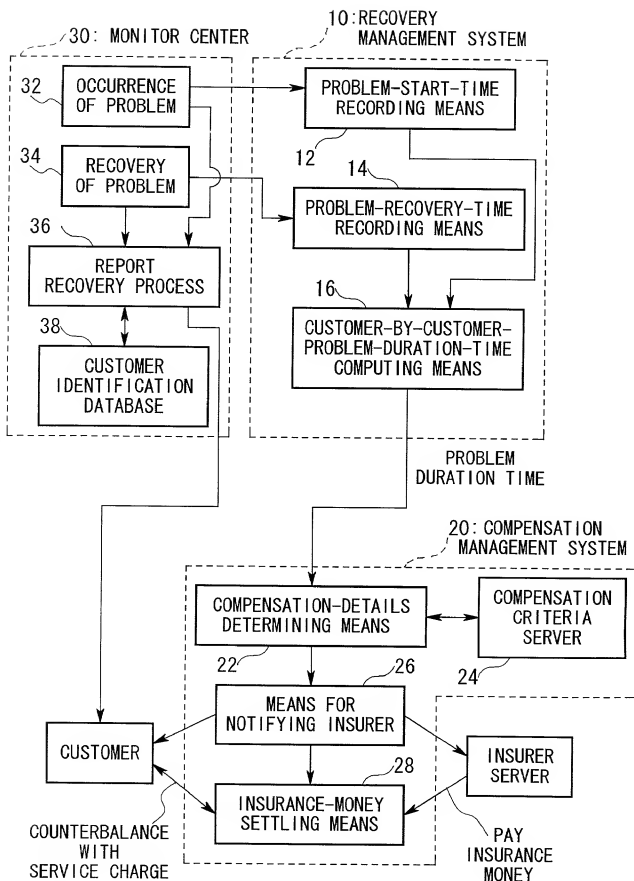 30: MONITOR CENTER
10: RECOVERY
MANAGEMENT SYSTEM
32
OCCURRENCE
OF PROBLEM
PROBLEM-START-TIME
RECORDING MEANS
12
34
RECOVERY
OF PROBLEM
14
PROBLEM-RECOVERY-TIME
RECORDING MEANS
36
REPORT
RECOVERY PROCESS
16
CUSTOMER-BY-CUSTOMER-
PROBLEM-DURATION-TIME
COMPUTING MEANS
38
CUSTOMER
IDENTIFICATION
DATABASE
PROBLEM
DURATION TIME
20: COMPENSATION
MANAGEMENT SYSTEM
COMPENSATION-DETAILS
DETERMINING MEANS
22
COMPENSATION
CRITERIA
SERVER
24
26
MEANS FOR
NOTIFYING INSURER
CUSTOMER
INSURER
SERVER
28
INSURANCE-MONEY
SETTLING MEANS
COUNTERBALANCE
WITH
SERVICE CHARGE
PAY
INSURANCE
MONEY